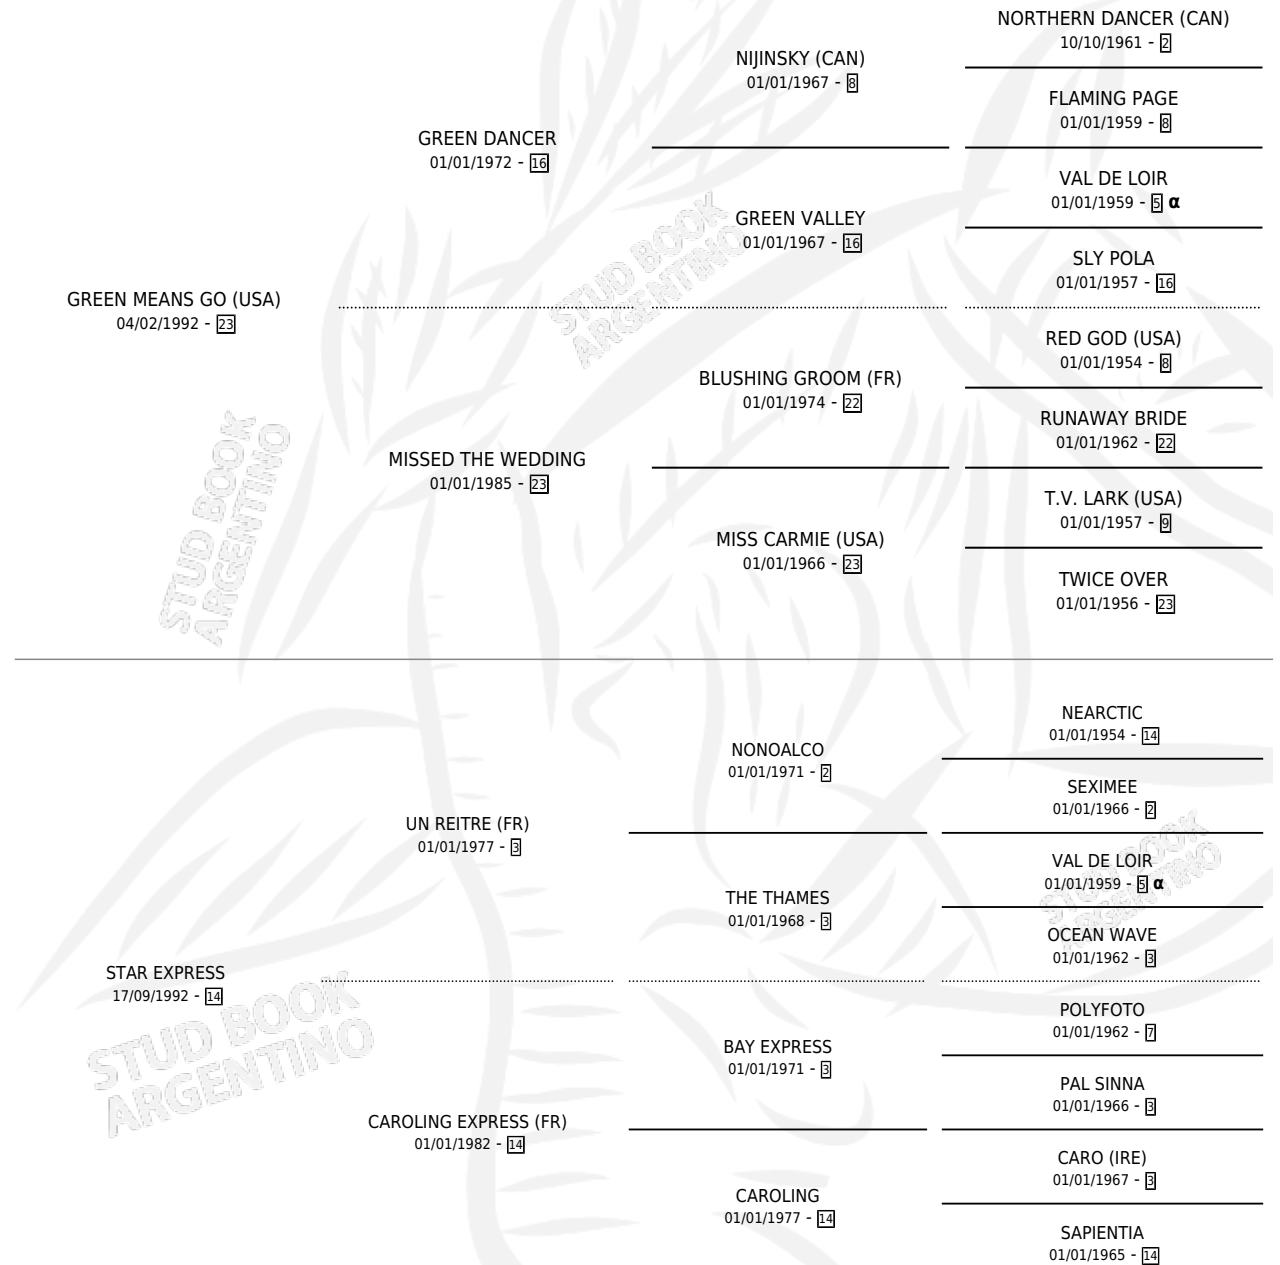 NORTHERN DANCER (CAN)
10/10/1961 - 2
NIJINSKY (CAN)
01/01/1967 - 8
FLAMING PAGE
01/01/1959 - 8
GREEN DANCER
01/01/1972 - 16
VAL DE LOIR
01/01/1959 - 5 α
GREEN VALLEY
01/01/1967 - 16
SLY POLA
01/01/1957 - 16
GREEN MEANS GO (USA)
04/02/1992 - 23
RED GOD (USA)
01/01/1954 - 8
BLUSHING GROOM (FR)
01/01/1974 - 22
RUNAWAY BRIDE
01/01/1962 - 22
MISSED THE WEDDING
01/01/1985 - 23
T.V. LARK (USA)
01/01/1957 - 9
MISS CARMIE (USA)
01/01/1966 - 23
TWICE OVER
01/01/1956 - 23
NEARCTIC
01/01/1954 - 14
NONOALCO
01/01/1971 - 2
SEXIMEE
01/01/1966 - 2
UN REITRE (FR)
01/01/1977 - 3
VAL DE LOIR
01/01/1959 - 5 α
THE THAMES
01/01/1968 - 3
OCEAN WAVE
01/01/1962 - 3
STAR EXPRESS
17/09/1992 - 14
POLYFOTO
01/01/1962 - 7
BAY EXPRESS
01/01/1971 - 3
PAL SINNA
01/01/1966 - 3
CAROLING EXPRESS (FR)
01/01/1982 - 14
CARO (IRE)
01/01/1967 - 3
CAROLING
01/01/1977 - 14
SAPIENTIA
01/01/1965 - 14
STUD BOOK
ARGENTINO
STUD BOOK
ARGENTINO
STUD BOOK
ARGENTINO
STUD BOOK
ARGENTINO